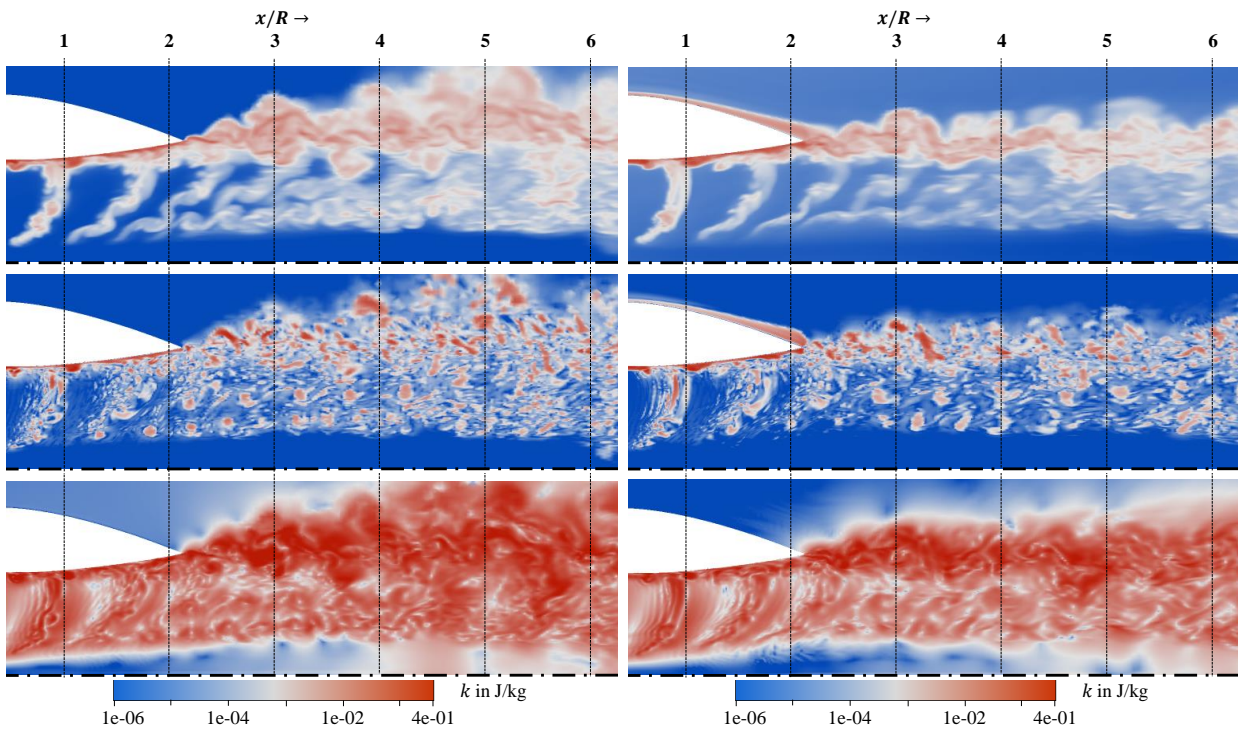 x/R → x/R →
1 2 3 4 5 6 1 2 3 4 5 6
k in J/kg k in J/kg
1e-06 1e-04 1e-02 4e-01 1e-06 1e-04 1e-02 4e-01